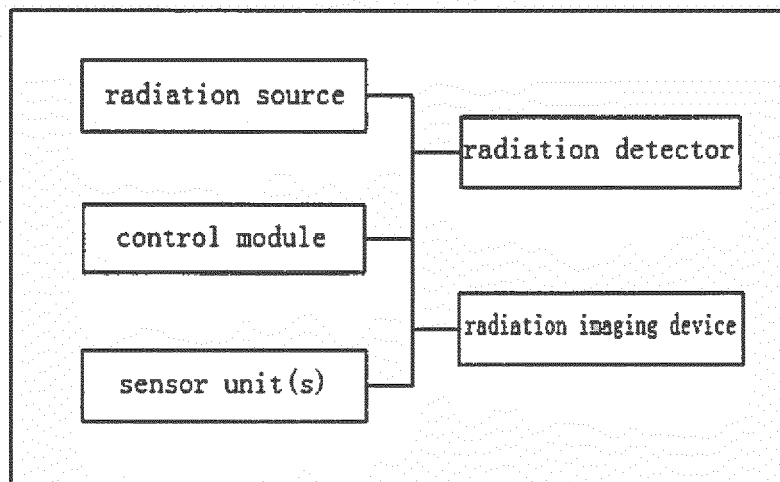 radiation source
radiation detector
control module
radiation imaging device
sensor unit(s)